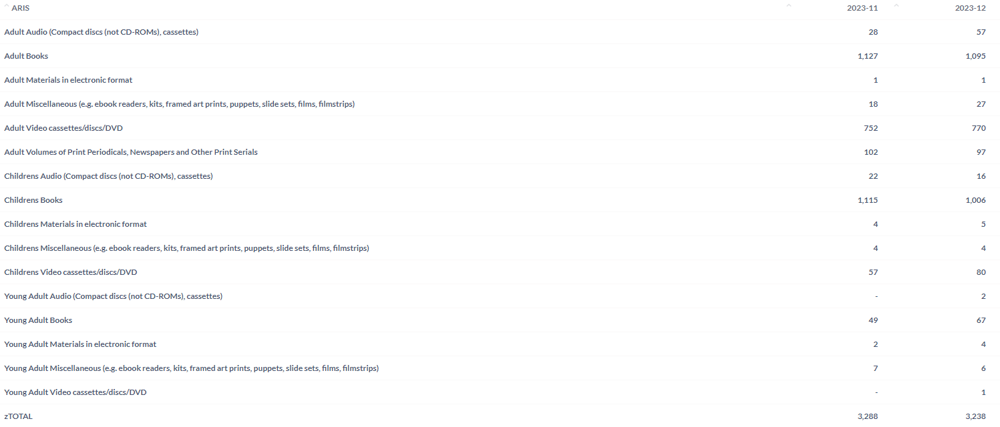 ARIS 2023-11 2023-12
Adult Audio (Compact discs (not CD-ROMs), cassettes) 28 57
Adult Books 1,127 1,095
Adult Materials in electronic format 1 1
Adult Miscellaneous (e.g. ebook readers, kits, framed art prints, puppets, slide sets, films, filmstrips) 18 27
Adult Video cassettes/discs/DVD 752 770
Adult Volumes of Print Periodicals, Newspapers and Other Print Serials 102 97
Childrens Audio (Compact discs (not CD-ROMs), cassettes) 22 16
Childrens Books 1,115 1,006
Childrens Materials in electronic format 4 5
Childrens Miscellaneous (e.g. ebook readers, kits, framed art prints, puppets, slide sets, films, filmstrips) 4 4
Childrens Video cassettes/discs/DVD 57 80
Young Adult Audio (Compact discs (not CD-ROMs), cassettes) - 2
Young Adult Books 49 67
Young Adult Materials in electronic format 2 4
Young Adult Miscellaneous (e.g. ebook readers, kits, framed art prints, puppets, slide sets, films, filmstrips) 7 6
Young Adult Video cassettes/discs/DVD - 1
zTOTAL 3,288 3,238